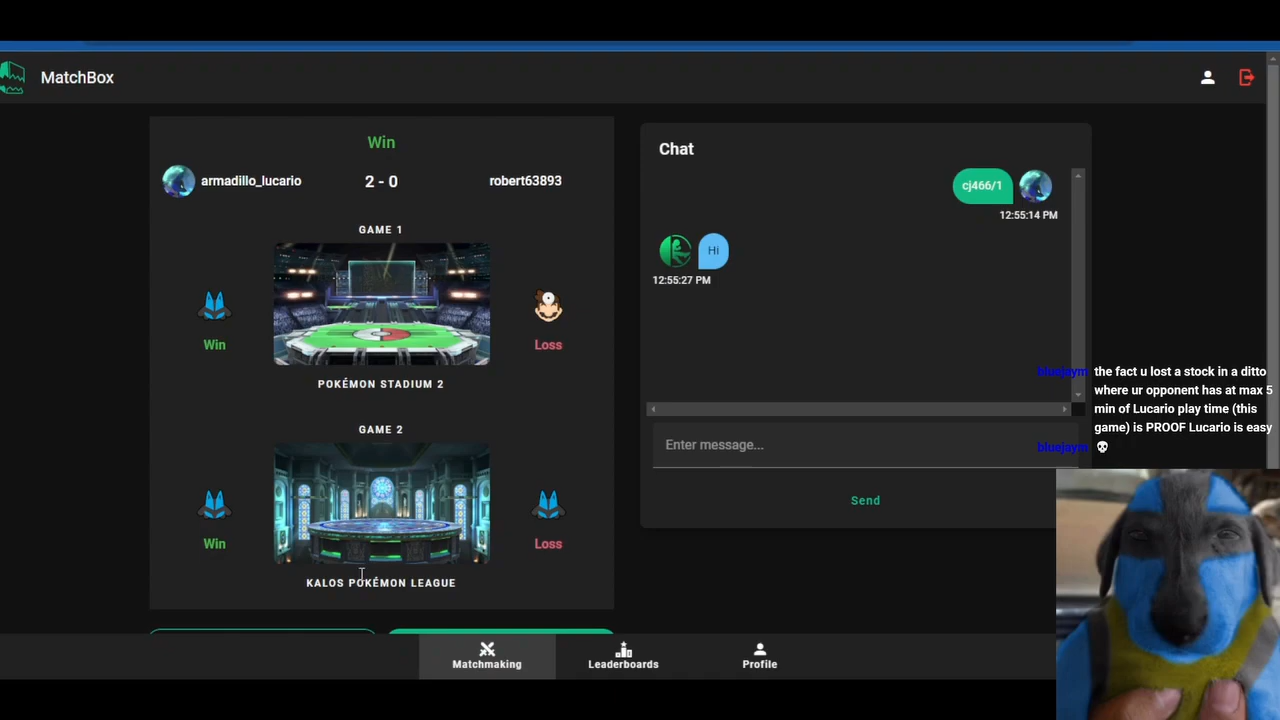 MatchBox
Win
armadillo_lucario 2 - 0 robert63893
GAME 1
Win Loss
POKÉMON STADIUM 2
GAME 2
Win Loss
KALOS POKÉMON LEAGUE
Chat
cj466/1
12:55:14 PM
Hi
12:55:27 PM
Enter message...
Send
bluejaym the fact u lost a stock in a ditto
where ur opponent has at max 5
min of Lucario play time (this
game) is PROOF Lucario is easy
bluejaym 💀
Matchmaking Leaderboards Profile